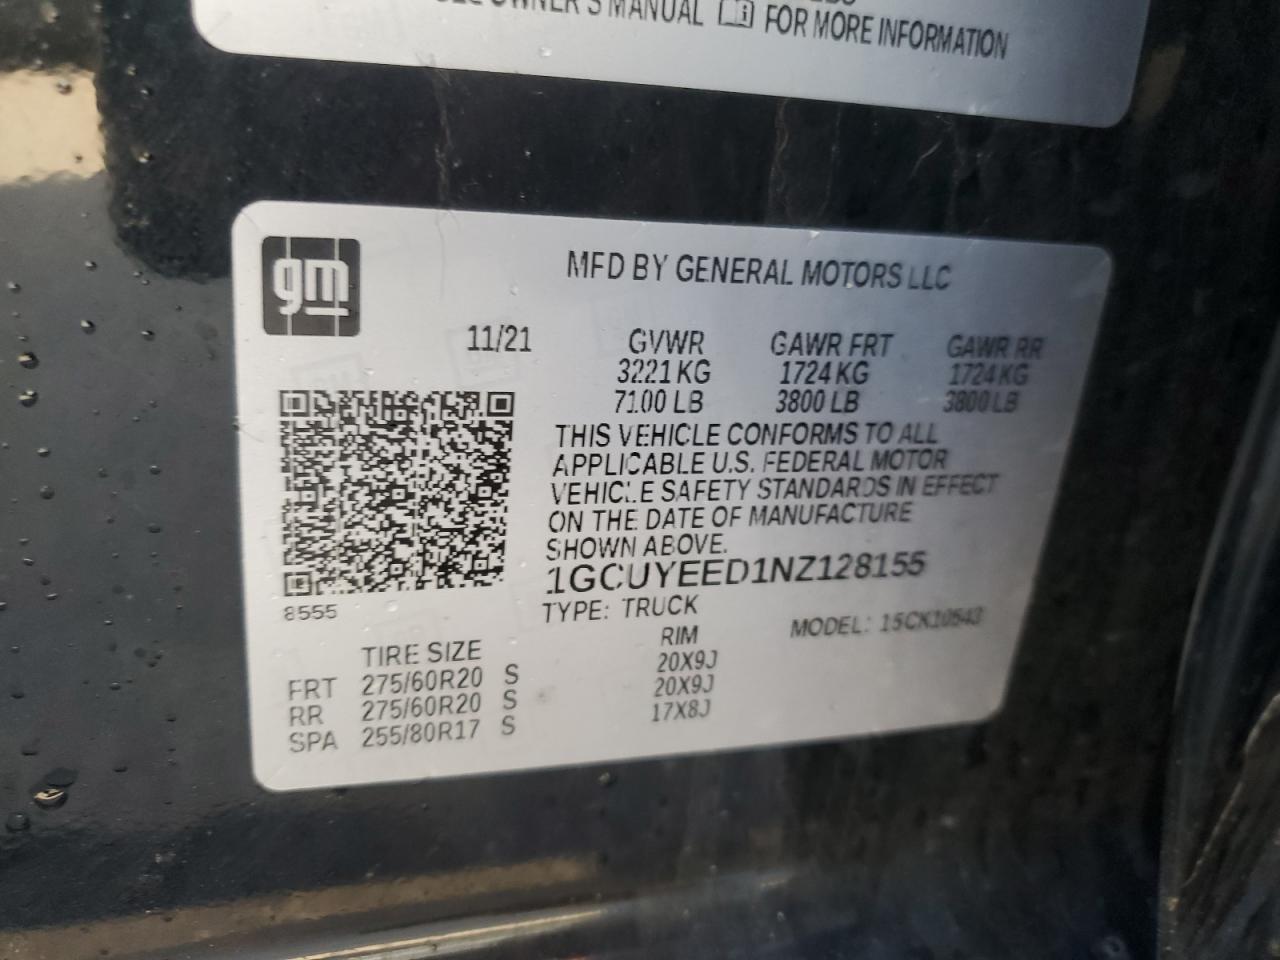 OWNER'S MANUAL FOR MORE INFORMATION
gm
MFD BY GENERAL MOTORS LLC
11/21 GVWR GAWR FRT GAWR RR
3221 KG 1724 KG 1724 KG
7100 LB 3800 LB 3800 LB
THIS VEHICLE CONFORMS TO ALL
APPLICABLE U.S. FEDERAL MOTOR
VEHICLE SAFETY STANDARDS IN EFFECT
ON THE DATE OF MANUFACTURE
SHOWN ABOVE.
1GCUYEED1NZ128155
8555
TYPE: TRUCK MODEL: 15CK10543
TIRE SIZE RIM
FRT 275/60R20 S 20X9J
RR 275/60R20 S 20X9J
SPA 255/80R17 S 17X8J